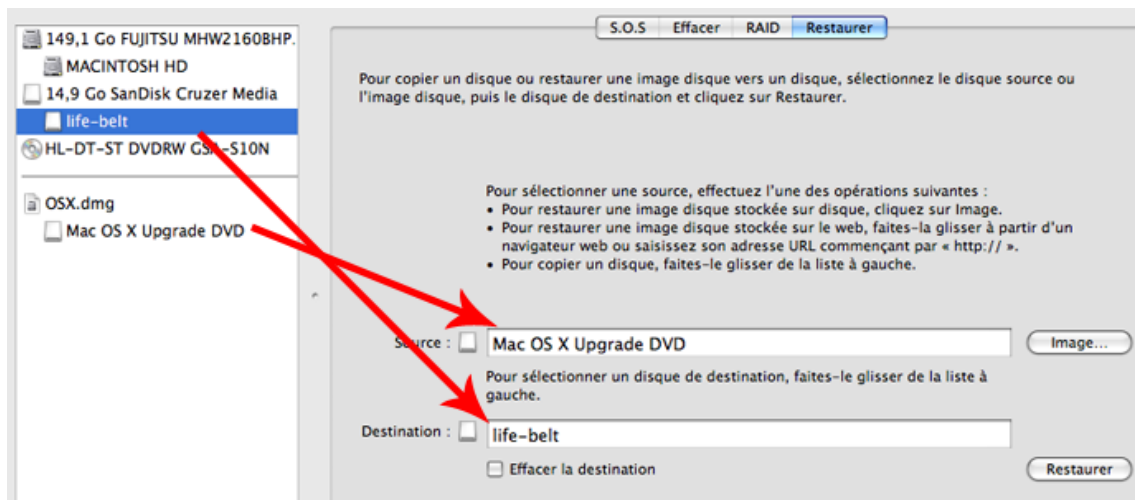 149,1 Go FUJITSU MHW2160BHP.
MACINTOSH HD
14,9 Go SanDisk Cruzer Media
life-belt
HL-DT-ST DVDRW GSA-S10N
OSX.dmg
Mac OS X Upgrade DVD
S.O.S Effacer RAID Restaurer
Pour copier un disque ou restaurer une image disque vers un disque, sélectionnez le disque source ou
l'image disque, puis le disque de destination et cliquez sur Restaurer.
Pour sélectionner une source, effectuez l'une des opérations suivantes :
• Pour restaurer une image disque stockée sur disque, cliquez sur Image.
• Pour restaurer une image disque stockée sur le web, faites-la glisser à partir d'un
navigateur web ou saisissez son adresse URL commençant par « http:// ».
• Pour copier un disque, faites-le glisser de la liste à gauche.
Source : Mac OS X Upgrade DVD Image...
Pour sélectionner un disque de destination, faites-le glisser de la liste à
gauche.
Destination : life-belt
Effacer la destination Restaurer